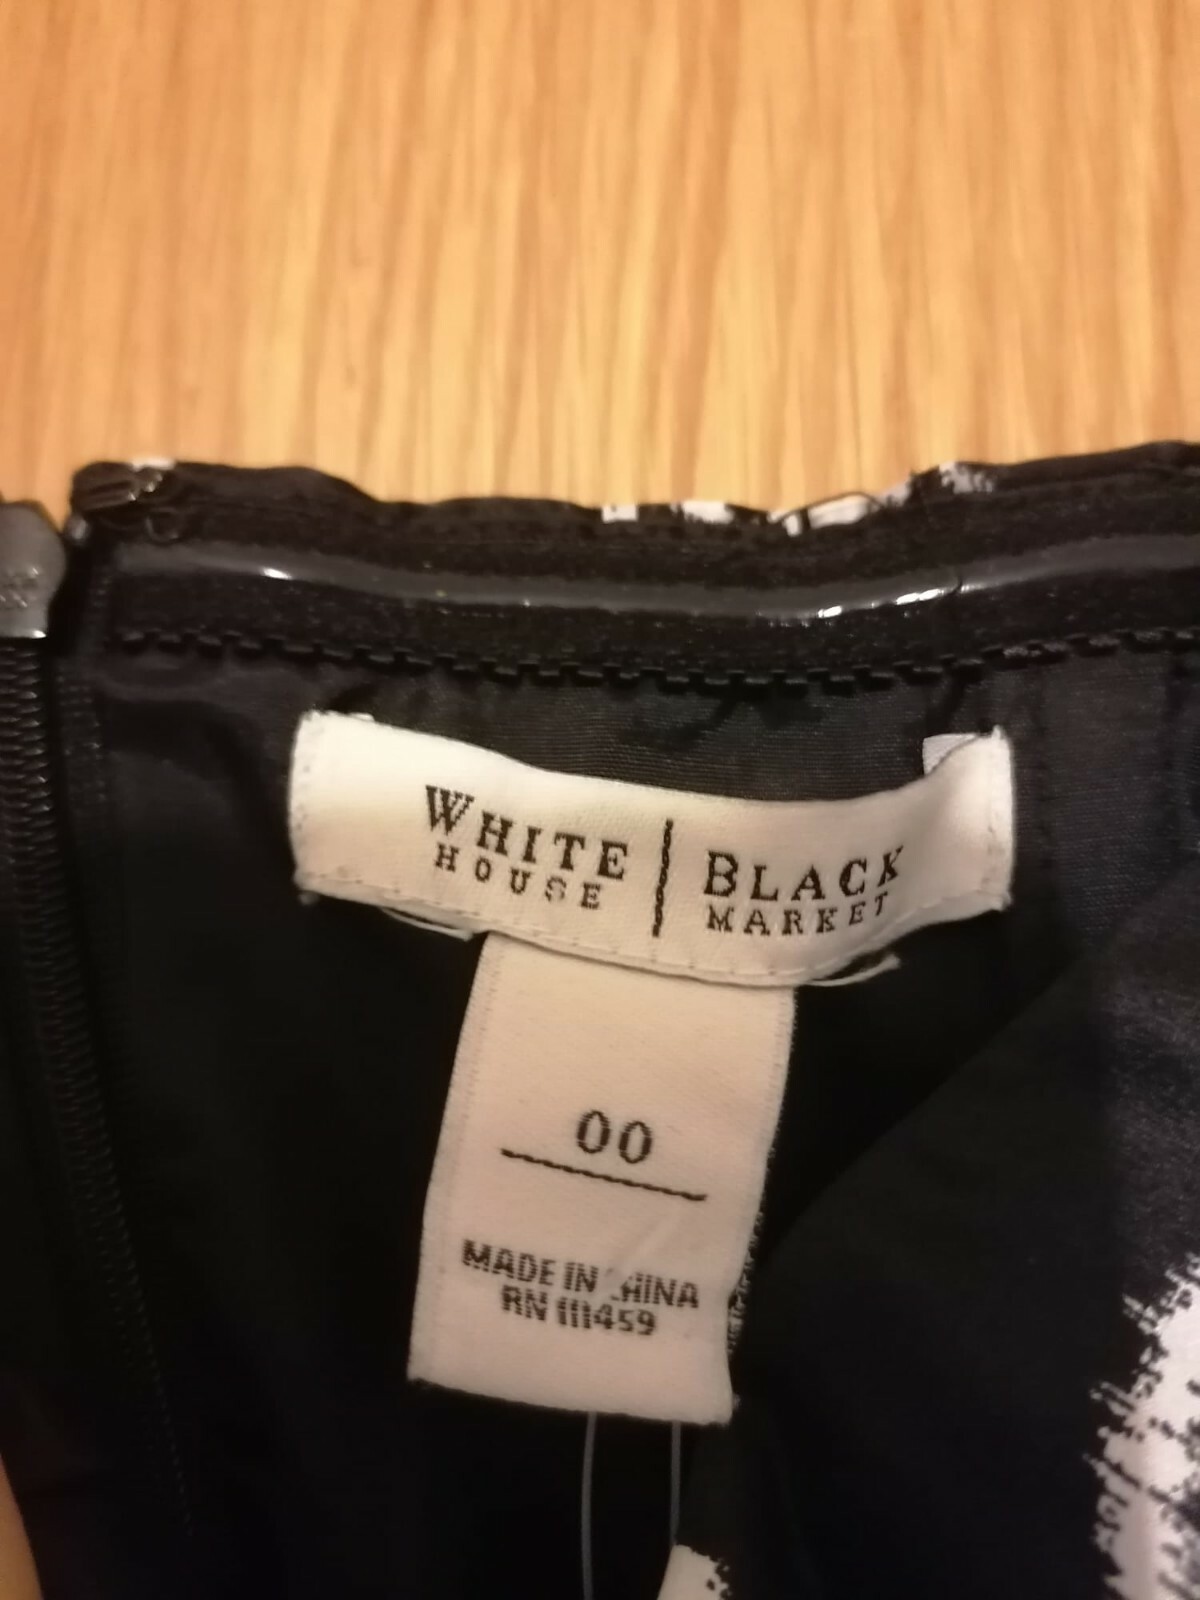 WHITE HOUSE | BLACK MARKET
00
MADE IN CHINA
RN 111459